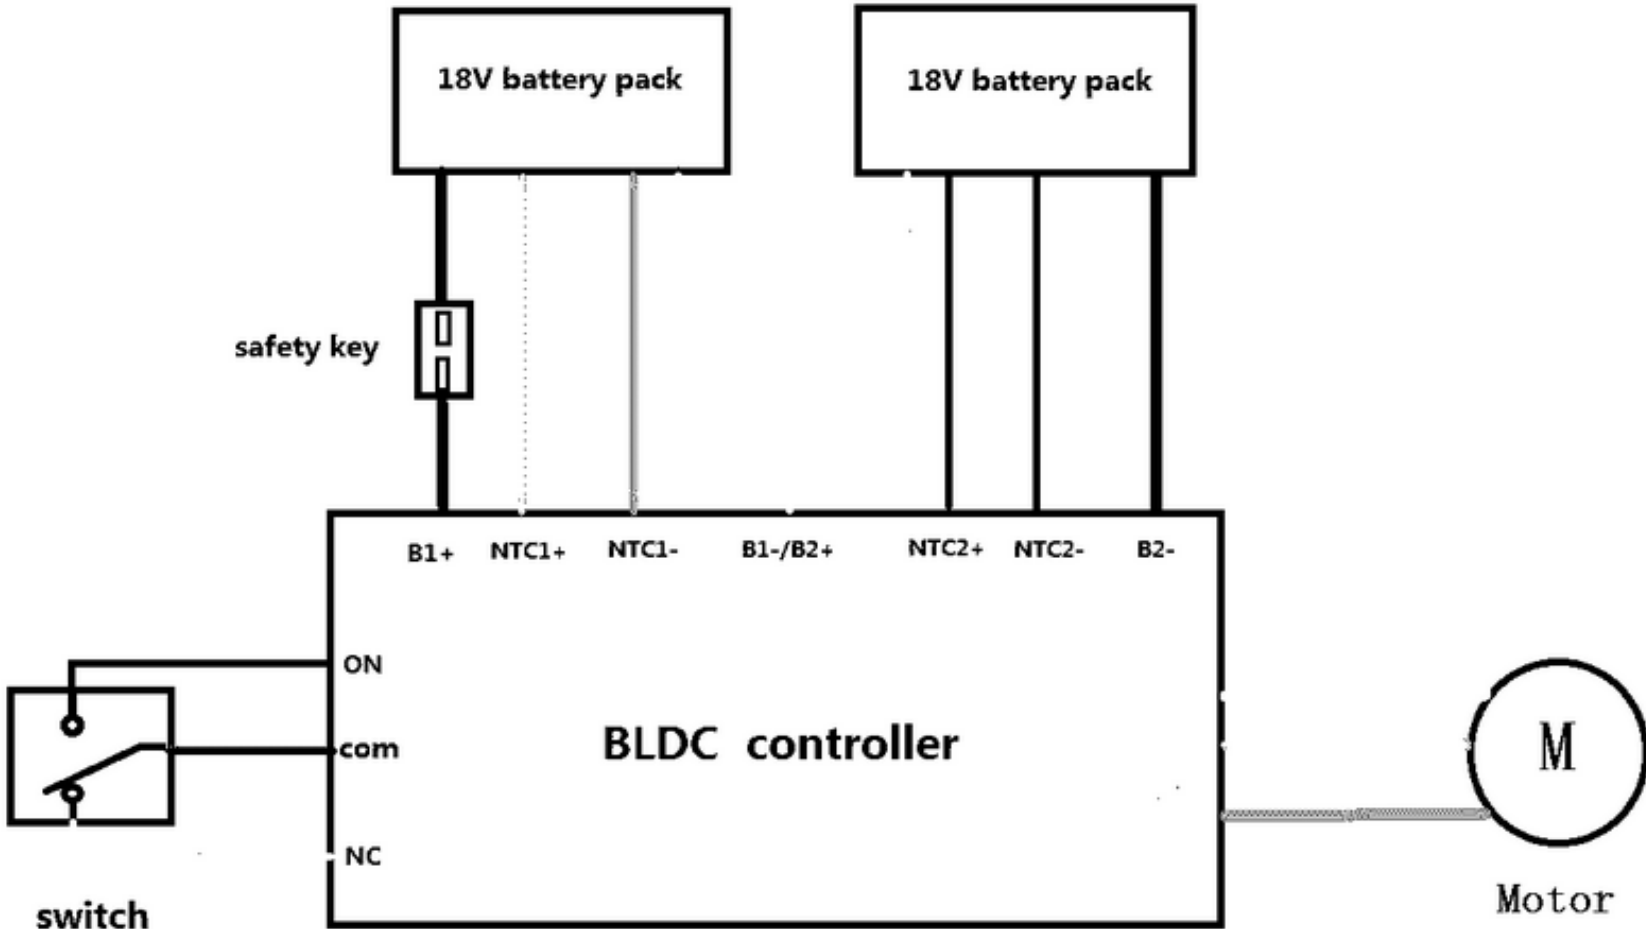 18V battery pack
18V battery pack
safety key
B1+ NTC1+ NTC1- B1-/B2+ NTC2+ NTC2- B2-
ON
com
NC
BLDC controller
M
Motor
switch